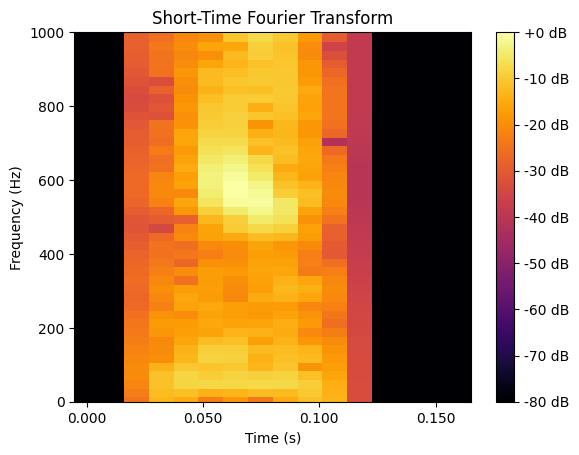 Short-Time Fourier Transform
Frequency (Hz)
1000
800
600
400
200
0
0.000
0.050
0.100
0.150
Time (s)
+0 dB
-10 dB
-20 dB
-30 dB
-40 dB
-50 dB
-60 dB
-70 dB
-80 dB